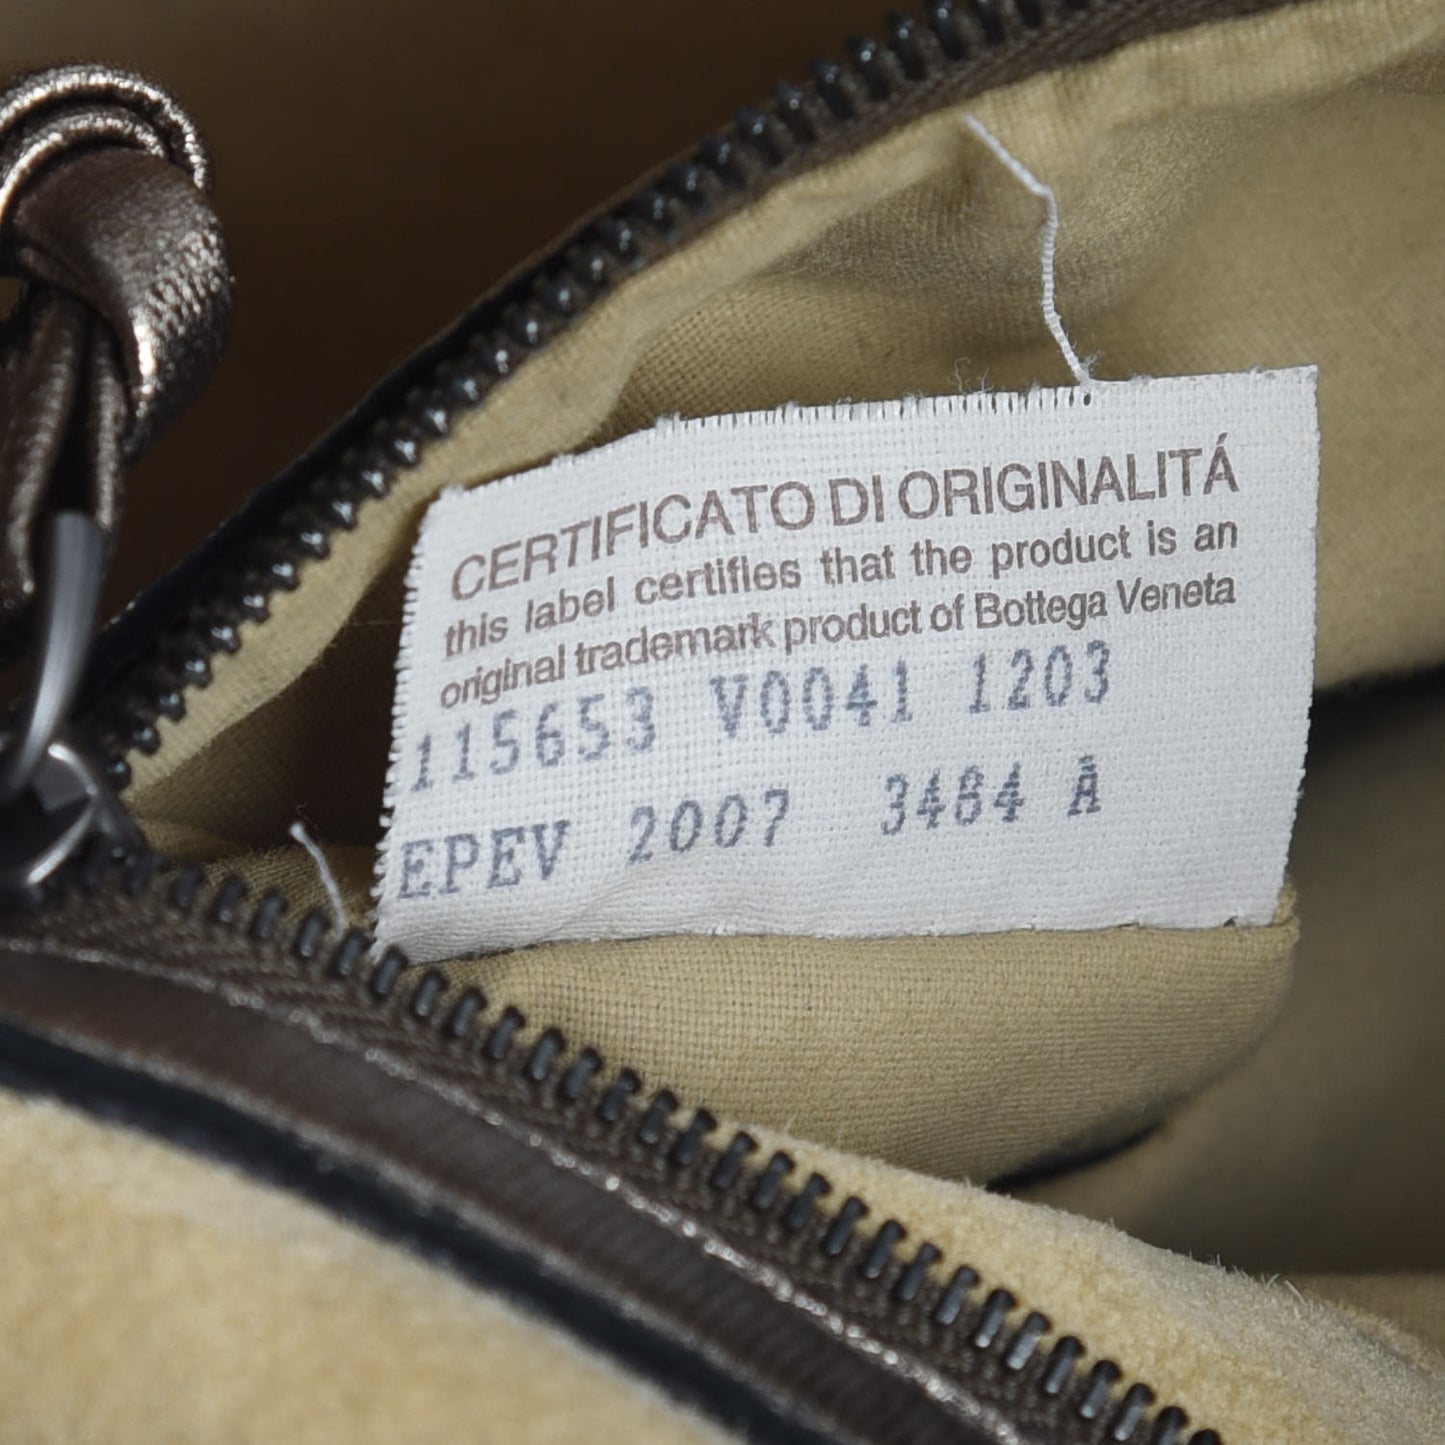 CERTIFICATO DI ORIGINALITÁ
this label certifies that the product is an
original trademark product of Bottega Veneta
115653 V0041 1203
EPEV 2007 3484 A